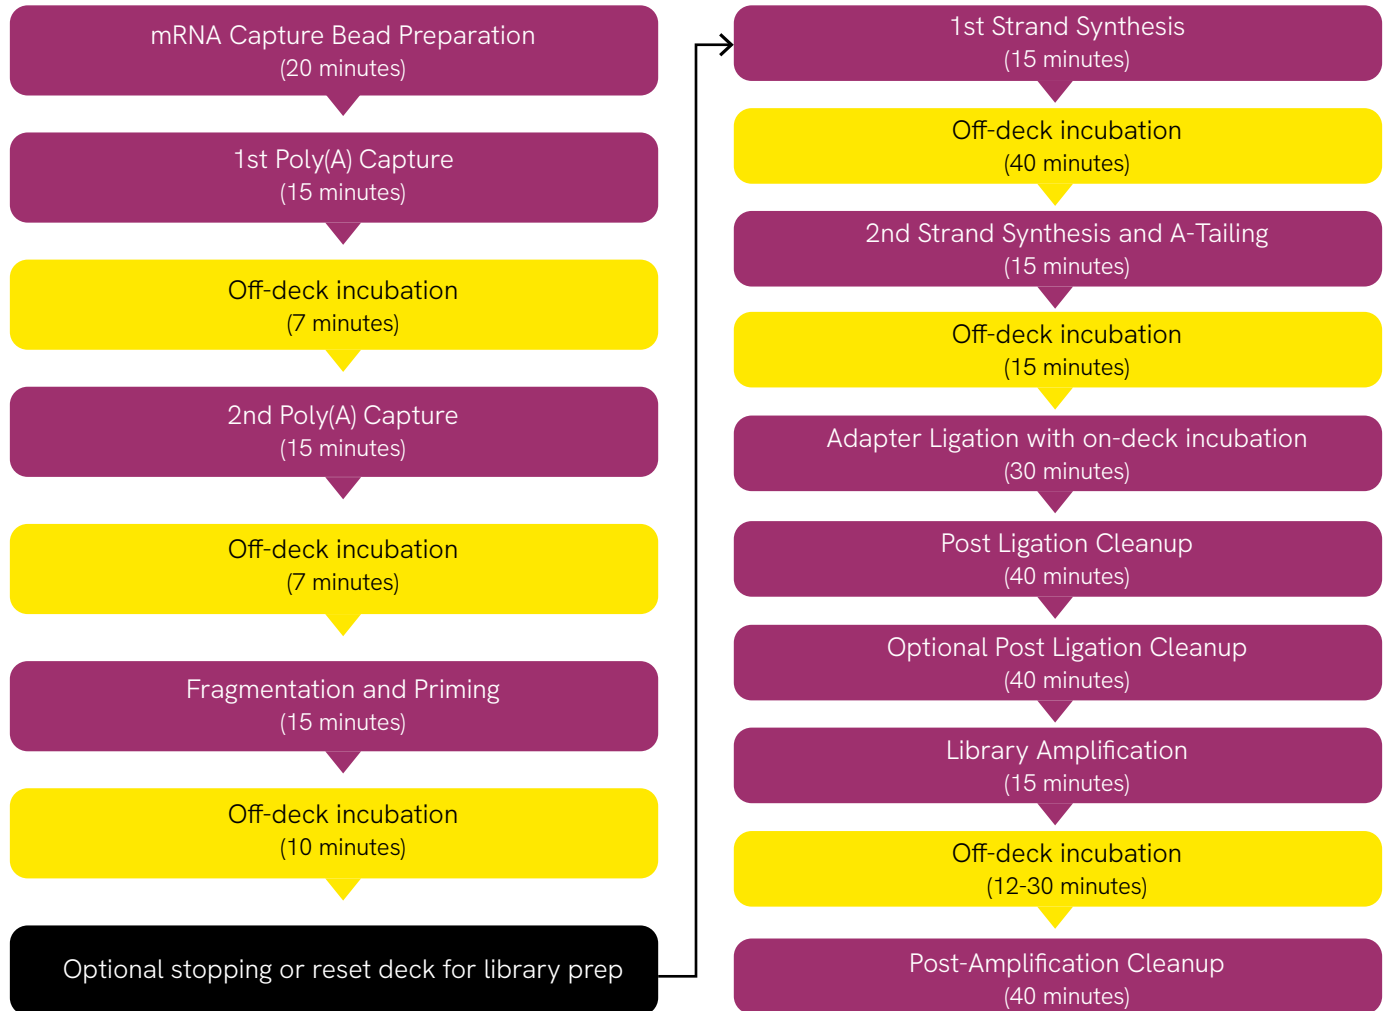 mRNA Capture Bead Preparation
(20 minutes)
1st Poly(A) Capture
(15 minutes)
Off-deck incubation
(7 minutes)
2nd Poly(A) Capture
(15 minutes)
Off-deck incubation
(7 minutes)
Fragmentation and Priming
(15 minutes)
Off-deck incubation
(10 minutes)
Optional stopping or reset deck for library prep
1st Strand Synthesis
(15 minutes)
Off-deck incubation
(40 minutes)
2nd Strand Synthesis and A-Tailing
(15 minutes)
Off-deck incubation
(15 minutes)
Adapter Ligation with on-deck incubation
(30 minutes)
Post Ligation Cleanup
(40 minutes)
Optional Post Ligation Cleanup
(40 minutes)
Library Amplification
(15 minutes)
Off-deck incubation
(12-30 minutes)
Post-Amplification Cleanup
(40 minutes)